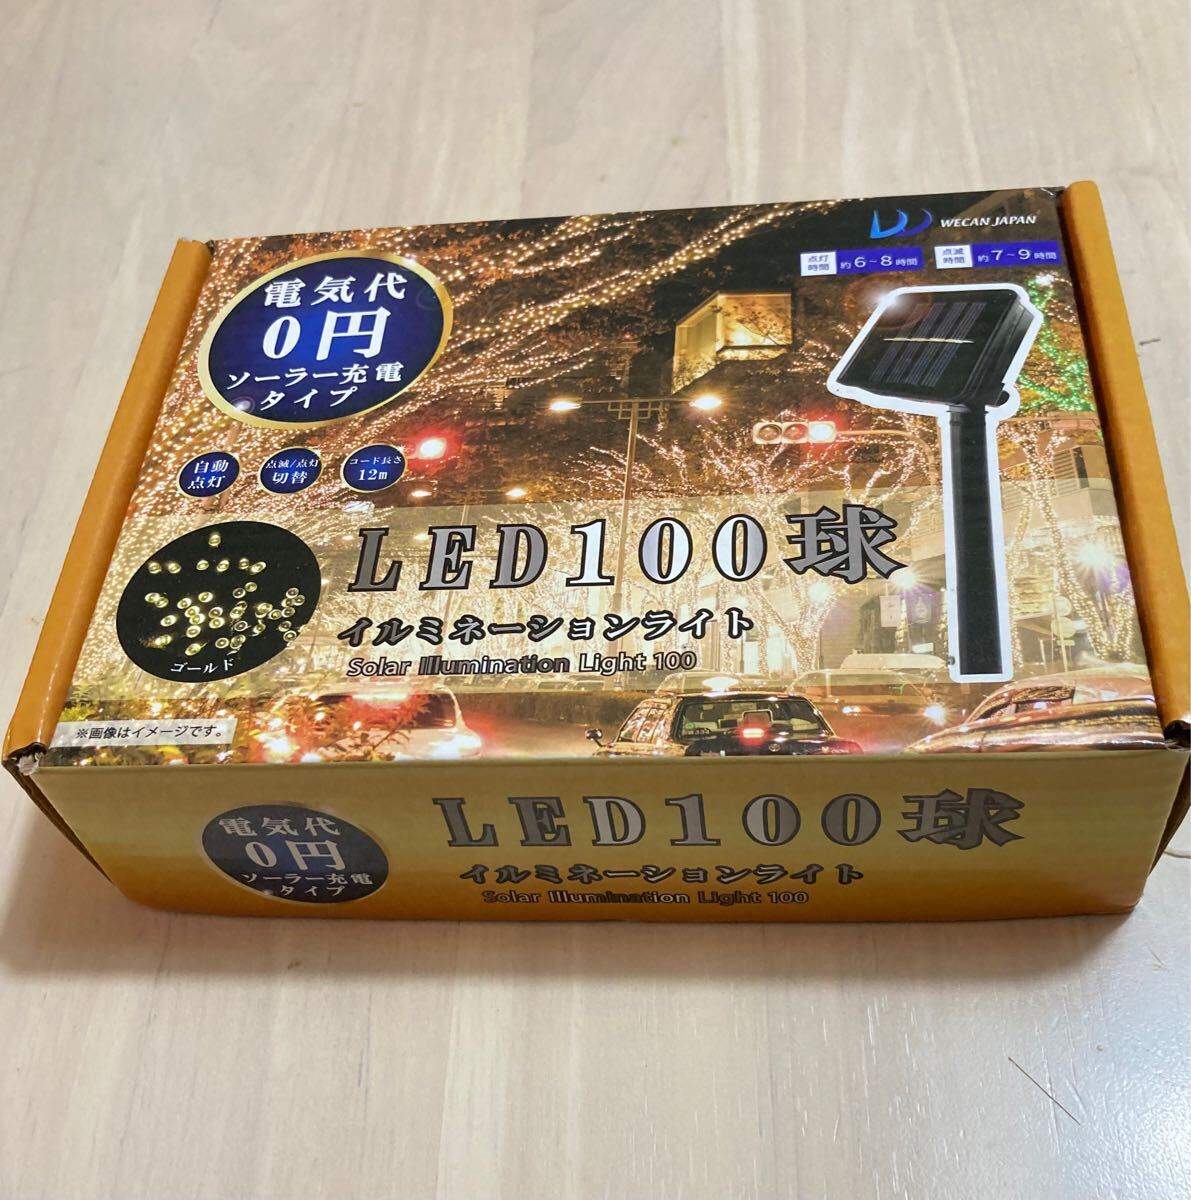 WECAN JAPAN
点灯
時間
約6~8時間
点滅
時間
約7~9時間
電気代
0円
ソーラー充電
タイプ
自動
点灯
点滅/点灯
切替
コード長さ
12m
LED100球
イルミネーションライト
Solar Illumination Light 100
ゴールド
※画像はイメージです。
電気代
0円
ソーラー充電
タイプ
LED100球
イルミネーションライト
Solar Illumination Light 100